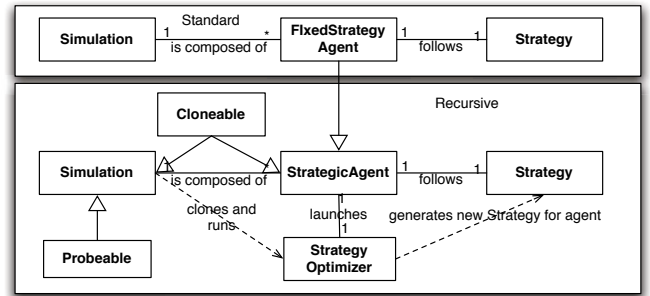 Standard
Simulation
1
*
is composed of
FIxedStrategy
Agent
1
1
follows
Strategy
Recursive
Cloneable
Simulation
1
is composed of
StrategicAgent
1
1
follows
Strategy
clones and
runs
1
launches
1
generates new Strategy for agent
Probeable
Strategy
Optimizer